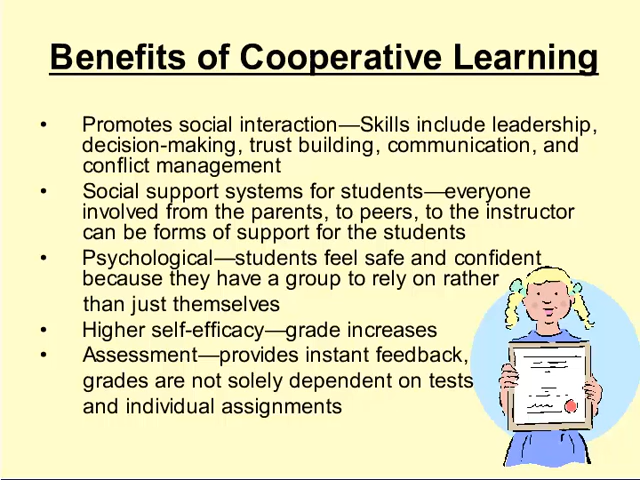 Benefits of Cooperative Learning
• Promotes social interaction—Skills include leadership,
decision-making, trust building, communication, and
conflict management
• Social support systems for students—everyone
involved from the parents, to peers, to the instructor
can be forms of support for the students
• Psychological—students feel safe and confident
because they have a group to rely on rather
than just themselves
• Higher self-efficacy—grade increases
• Assessment—provides instant feedback,
grades are not solely dependent on tests
and individual assignments